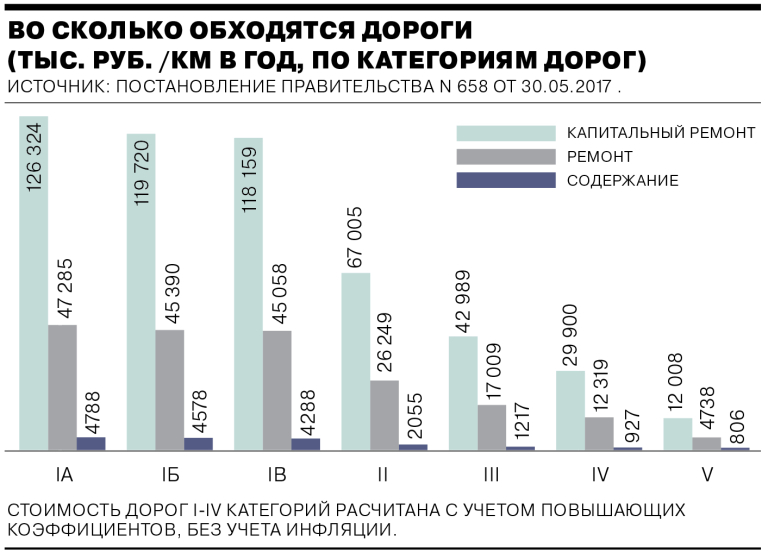 ВО СКОЛЬКО ОБХОДЯТСЯ ДОРОГИ
(ТЫС. РУБ. /КМ В ГОД, ПО КАТЕГОРИЯМ ДОРОГ)
ИСТОЧНИК: ПОСТАНОВЛЕНИЕ ПРАВИТЕЛЬСТВА N 658 ОТ 30.05.2017 .
КАПИТАЛЬНЫЙ РЕМОНТ
РЕМОНТ
СОДЕРЖАНИЕ
126 324
47 285
4788
119 720
45 390
4578
118 159
45 058
4288
67 005
26 249
2055
42 989
17 009
1217
29 900
12 319
927
12 008
4738
806
IА
IБ
IВ
II
III
IV
V
СТОИМОСТЬ ДОРОГ I-IV КАТЕГОРИЙ РАСЧИТАНА С УЧЕТОМ ПОВЫШАЮЩИХ
КОЭФФИЦИЕНТОВ, БЕЗ УЧЕТА ИНФЛЯЦИИ.